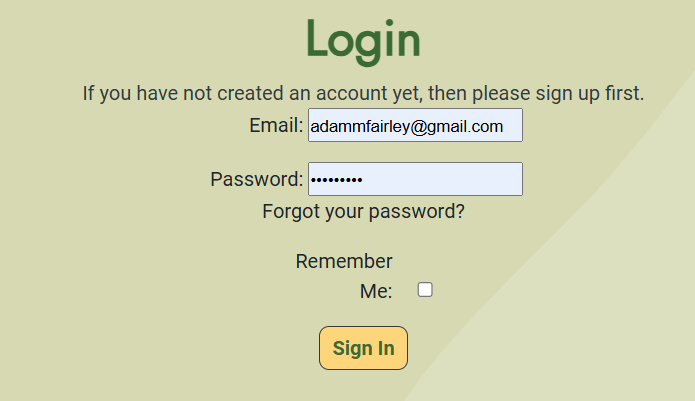 Login
If you have not created an account yet, then please sign up first.
Email: adammfairley@gmail.com
Password: •••••••••
Forgot your password?
Remember
Me:
Sign In